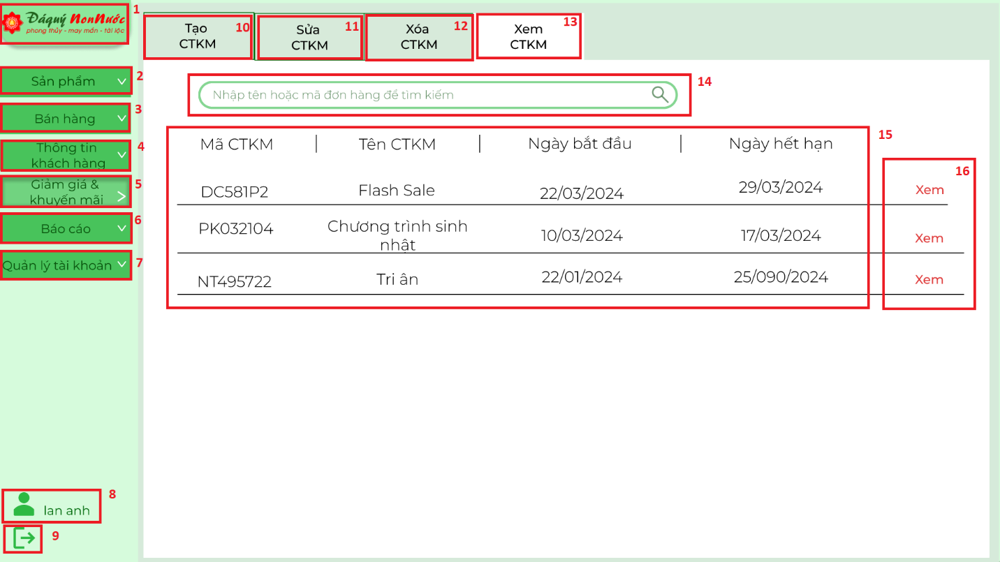 Đáquý NonNước
phong thủy - may mắn - tài lộc
1
Sản phẩm
2
Bán hàng
3
Thông tin
khách hàng
4
Giảm giá &
khuyến mãi
5
Báo cáo
6
Quản lý tài khoản
7
lan anh
8
9
Tạo
CTKM
10
Sửa
CTKM
11
Xóa
CTKM
12
Xem
CTKM
13
Nhập tên hoặc mã đơn hàng để tìm kiếm
14
Mã CTKM | Tên CTKM | Ngày bắt đầu | Ngày hết hạn
15
16
DC581P2 Flash Sale 22/03/2024 29/03/2024 Xem
PK032104 Chương trình sinh
nhật 10/03/2024 17/03/2024 Xem
NT495722 Tri ân 22/01/2024 25/090/2024 Xem